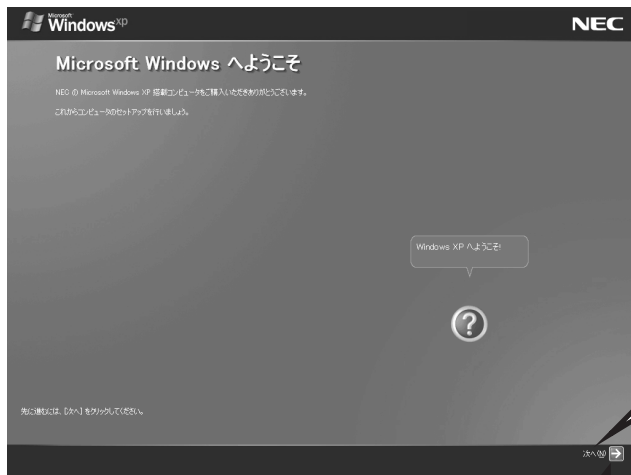 Microsoft
Windows xp
NEC
Microsoft Windows へようこそ
NEC の Microsoft Windows XP 搭載コンピュータをご購入いただきありがとうございます。
これからコンピュータのセットアップを行いましょう。
Windows XP へようこそ!
先に進むには、[次へ] をクリックしてください。
次へ(N)